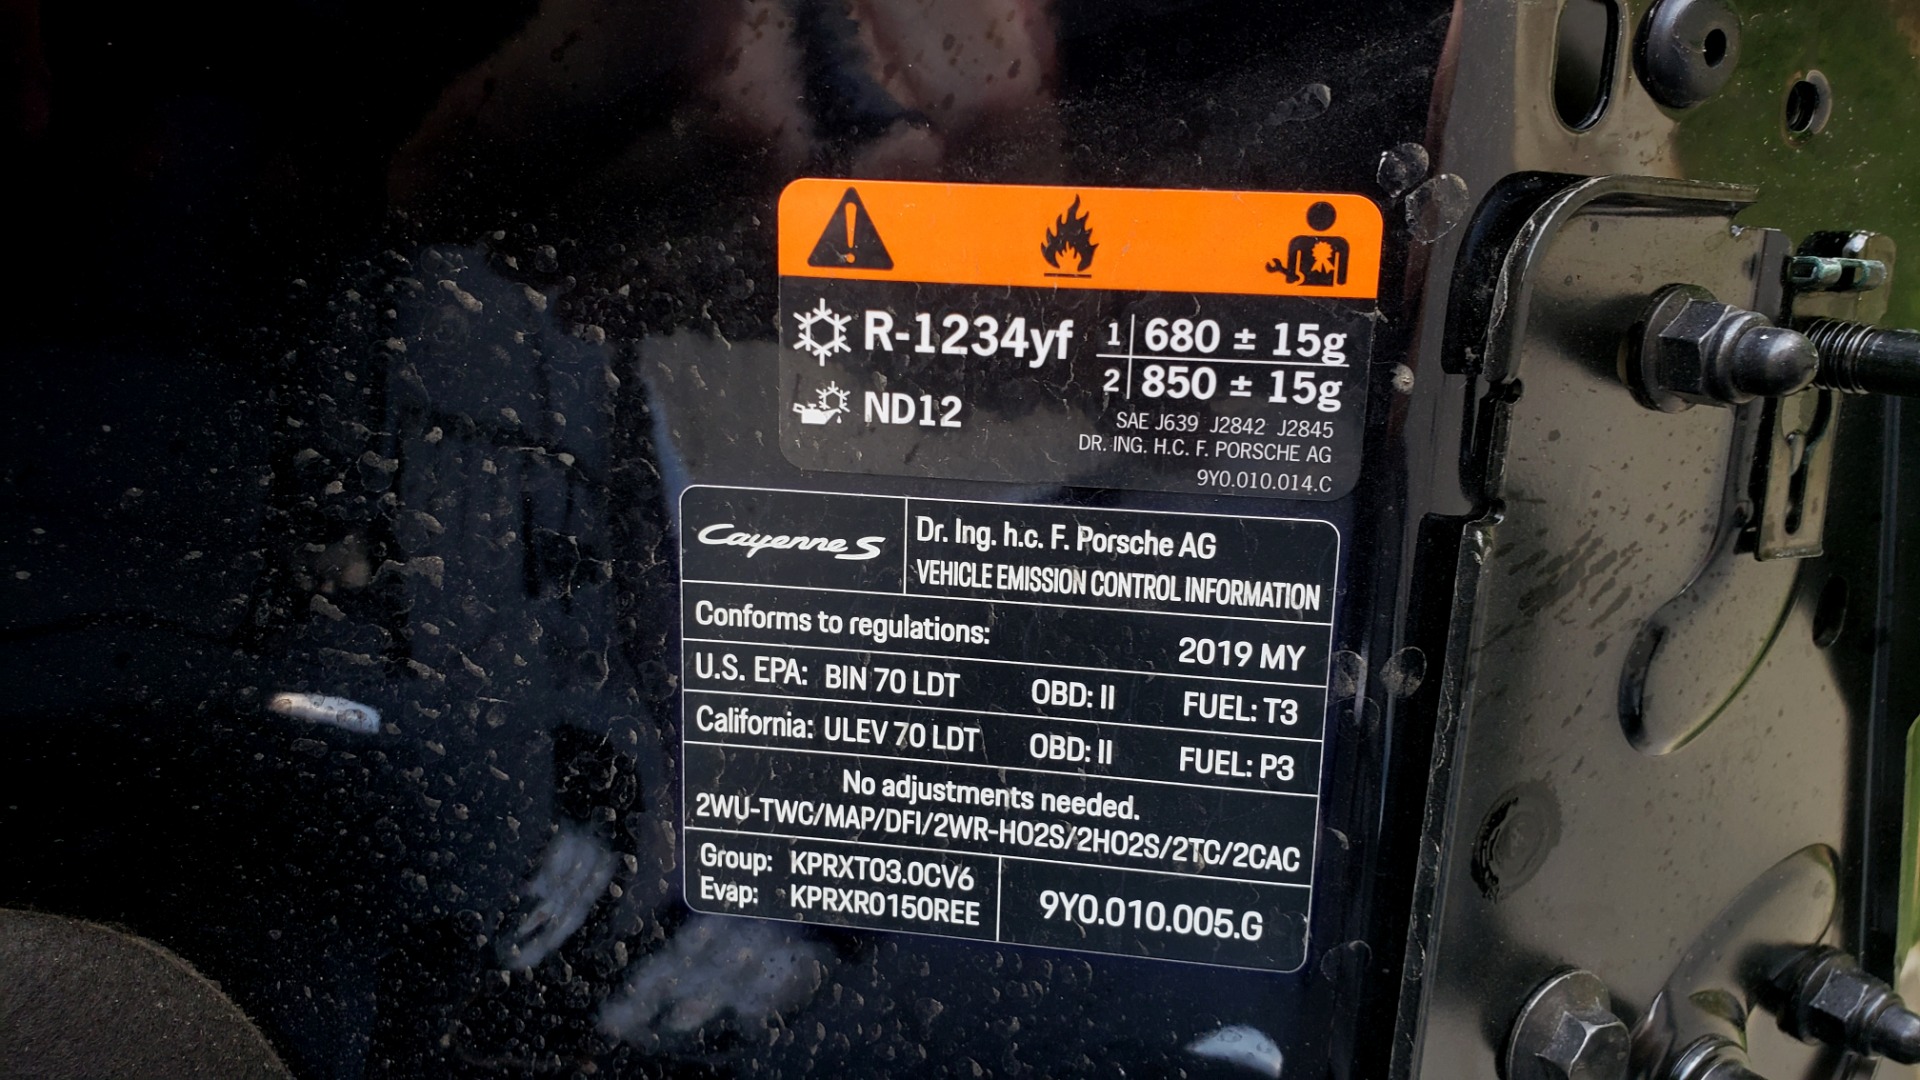 R-1234yf
1 680 ± 15g
2 850 ± 15g
ND12
SAE J639 J2842 J2845
DR. ING. H.C. F. PORSCHE AG
9Y0.010.014.C
Cayenne S
Dr. Ing. h.c. F. Porsche AG
VEHICLE EMISSION CONTROL INFORMATION
Conforms to regulations: 2019 MY
U.S. EPA: BIN 70 LDT OBD: II FUEL: T3
California: ULEV 70 LDT OBD: II FUEL: P3
No adjustments needed.
2WU-TWC/MAP/DFI/2WR-HO2S/2HO2S/2TC/2CAC
Group: KPRXT03.0CV6
Evap: KPRXR0150REE
9Y0.010.005.G